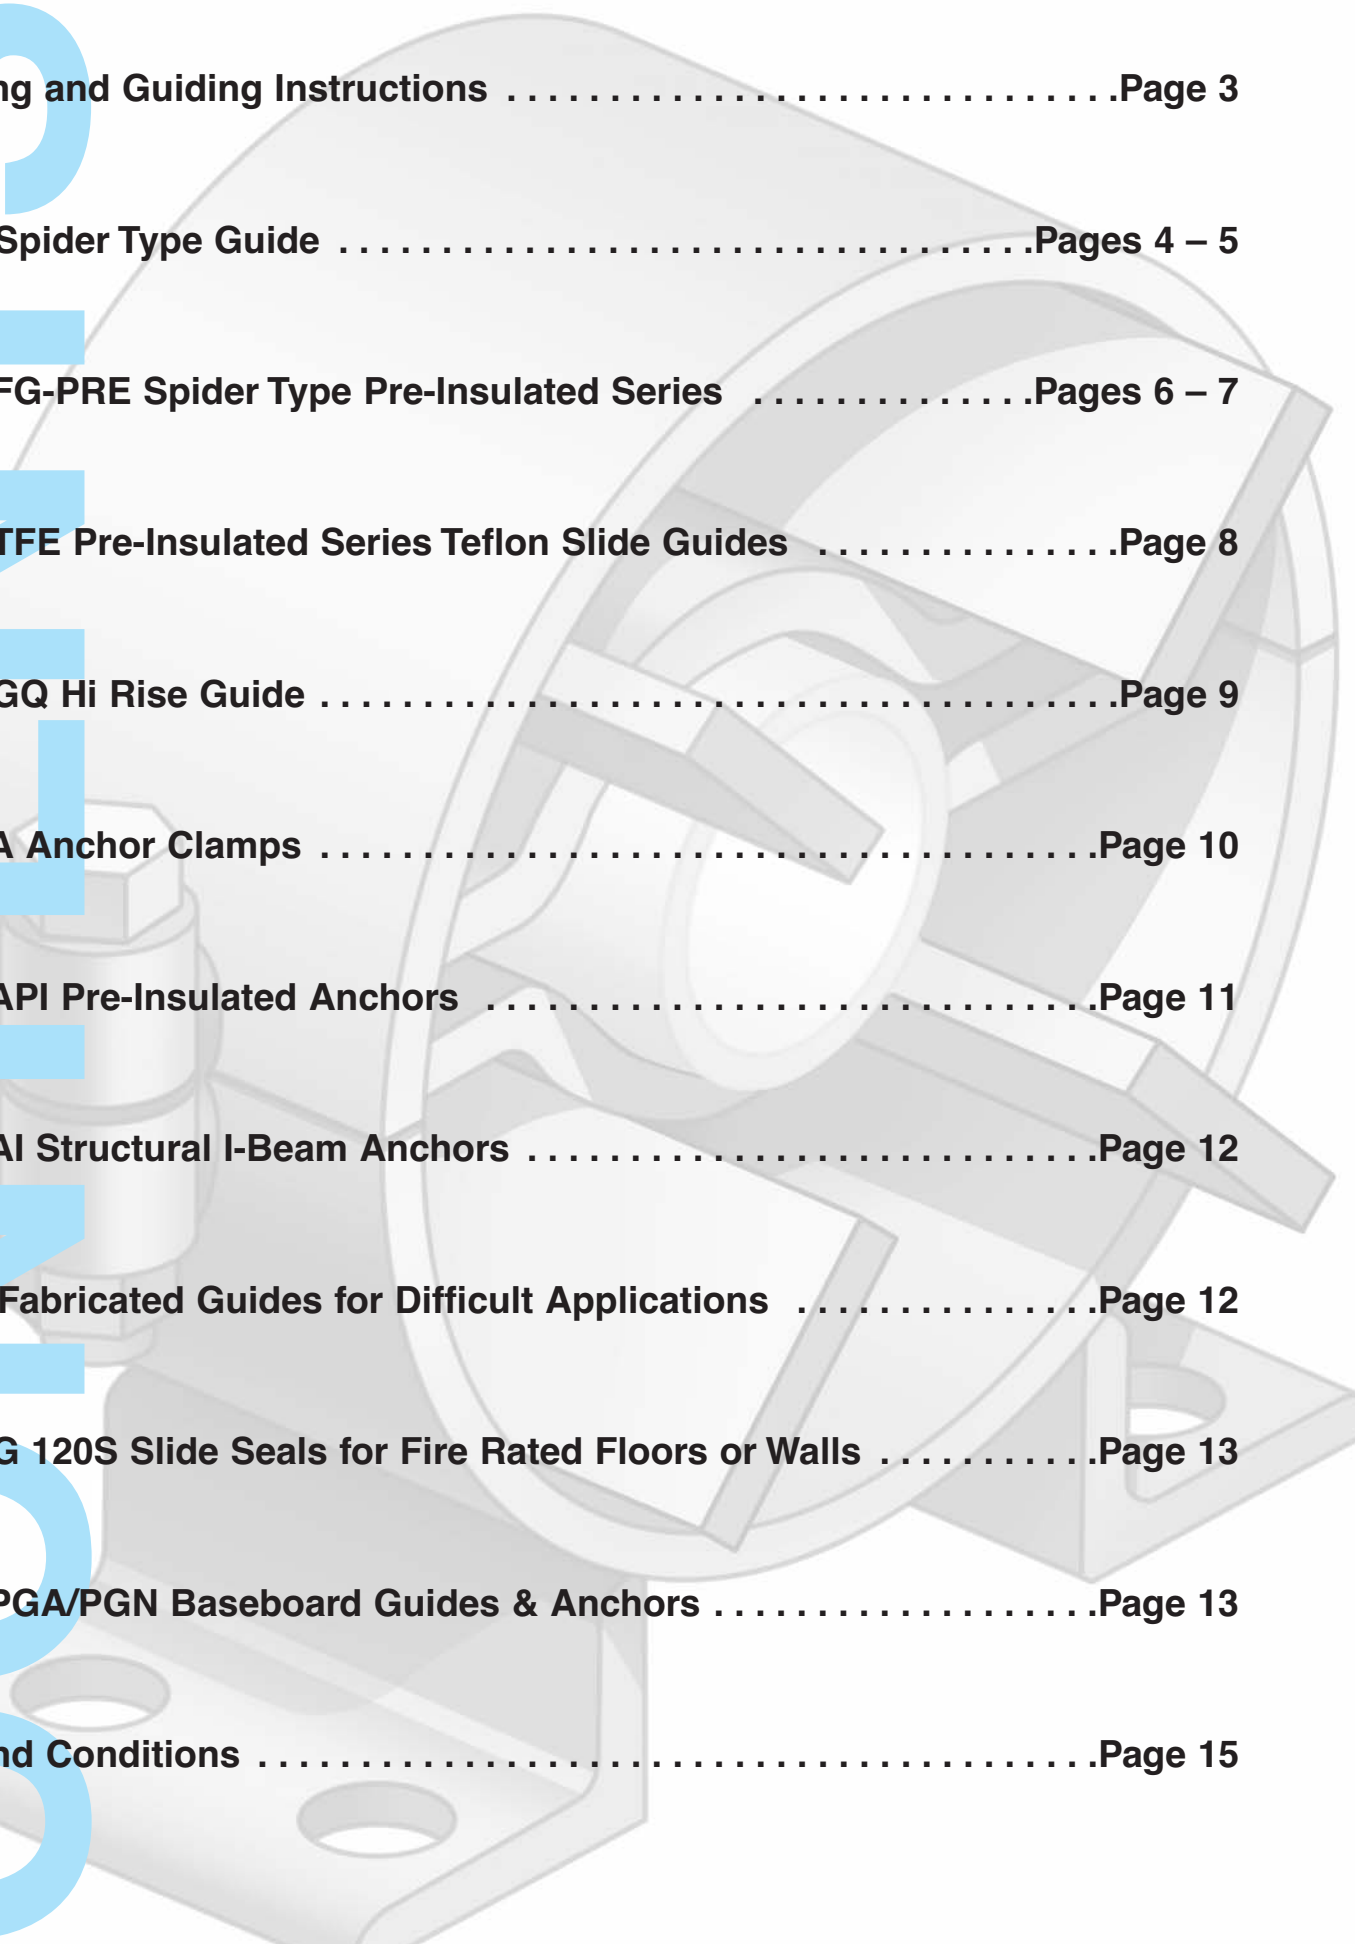 ng and Guiding Instructions . . . . . . . . . . . . . . . . . . . . . . . . . . . . . .Page 3
Spider Type Guide . . . . . . . . . . . . . . . . . . . . . . . . . . . . . . . . . .Pages 4 – 5
FG-PRE Spider Type Pre-Insulated Series . . . . . . . . . . . . . .Pages 6 – 7
TFE Pre-Insulated Series Teflon Slide Guides . . . . . . . . . . . . . . .Page 8
GQ Hi Rise Guide . . . . . . . . . . . . . . . . . . . . . . . . . . . . . . . . . . . . . . .Page 9
A Anchor Clamps . . . . . . . . . . . . . . . . . . . . . . . . . . . . . . . . . . . . . .Page 10
API Pre-Insulated Anchors . . . . . . . . . . . . . . . . . . . . . . . . . . . . . .Page 11
AI Structural I-Beam Anchors . . . . . . . . . . . . . . . . . . . . . . . . . . . .Page 12
Fabricated Guides for Difficult Applications . . . . . . . . . . . . . . .Page 12
G 120S Slide Seals for Fire Rated Floors or Walls . . . . . . . . . . .Page 13
PGA/PGN Baseboard Guides & Anchors . . . . . . . . . . . . . . . . . . .Page 13
nd Conditions . . . . . . . . . . . . . . . . . . . . . . . . . . . . . . . . . . . . . . . . .Page 15
CONTENTS